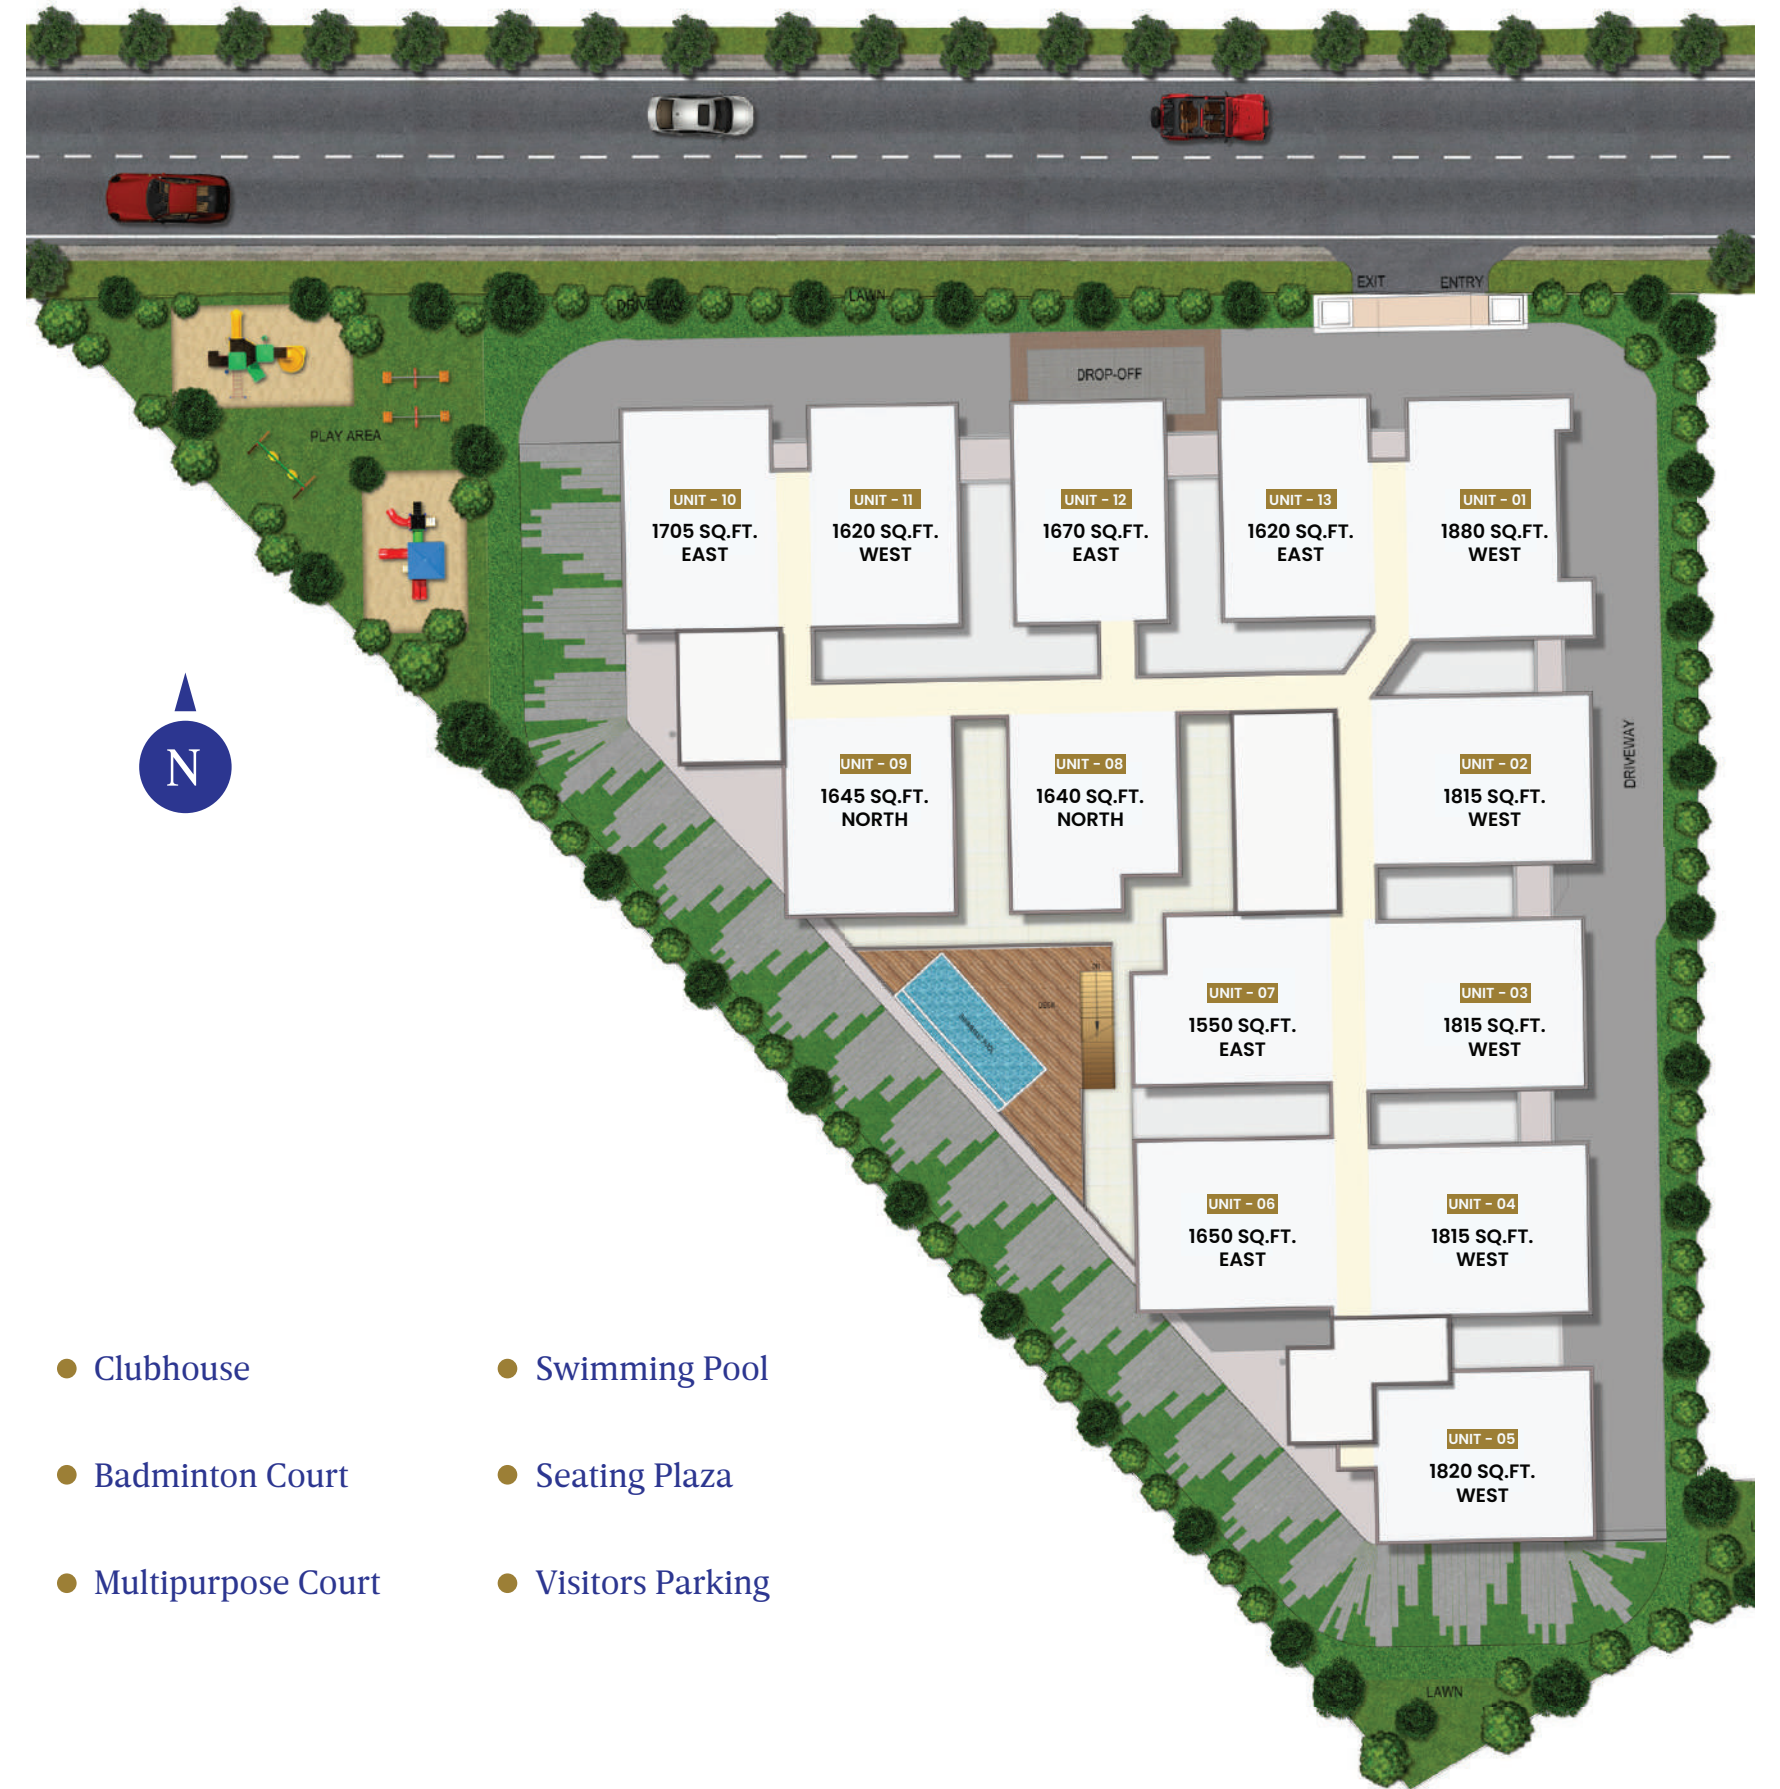 EXIT ENTRY
DRIVEWAY LAWN
DROP-OFF
PLAY AREA
UNIT - 10
1705 SQ.FT.
EAST
UNIT - 11
1620 SQ.FT.
WEST
UNIT - 12
1670 SQ.FT.
EAST
UNIT - 13
1620 SQ.FT.
EAST
UNIT - 01
1880 SQ.FT.
WEST
N
UNIT - 09
1645 SQ.FT.
NORTH
UNIT - 08
1640 SQ.FT.
NORTH
UNIT - 02
1815 SQ.FT.
WEST
DRIVEWAY
UNIT - 07
1550 SQ.FT.
EAST
UNIT - 03
1815 SQ.FT.
WEST
SWIMMING POOL
UNIT - 06
1650 SQ.FT.
EAST
UNIT - 04
1815 SQ.FT.
WEST
UNIT - 05
1820 SQ.FT.
WEST
LAWN
Clubhouse
Swimming Pool
Badminton Court
Seating Plaza
Multipurpose Court
Visitors Parking